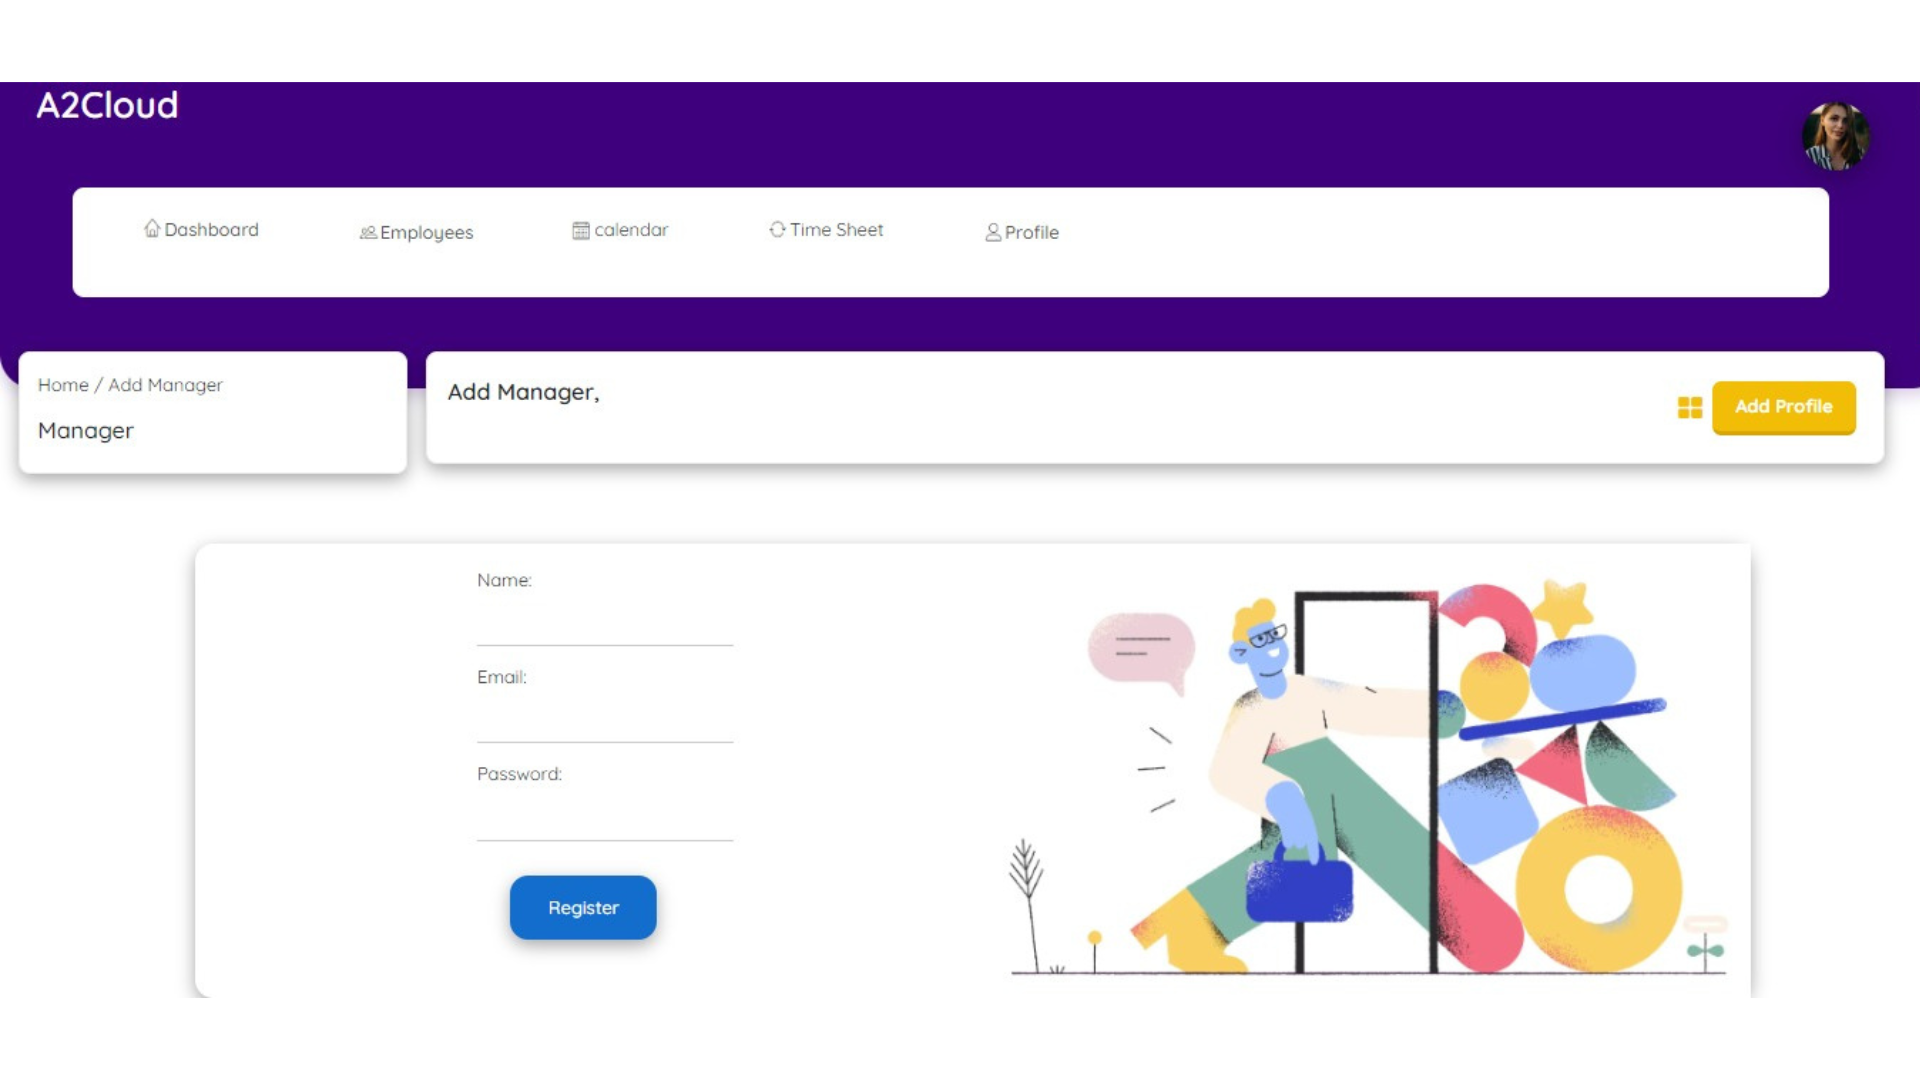 A2Cloud
Dashboard
Employees
calendar
Time Sheet
Profile
Home / Add Manager
Manager
Add Manager,
Add Profile
Name:
Email:
Password:
Register